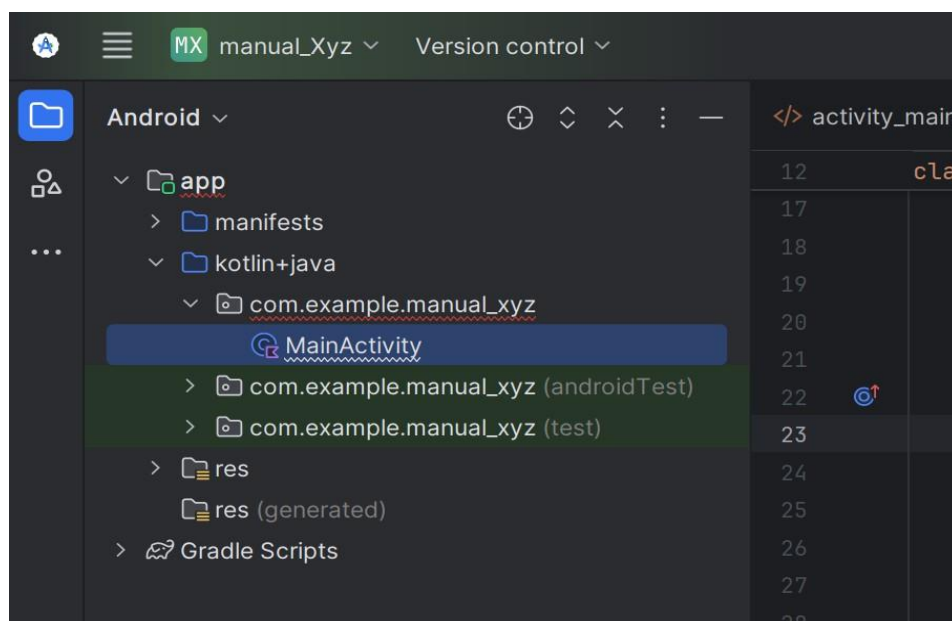 MX manual_Xyz Version control
Android
</> activity_main
app
manifests
kotlin+java
com.example.manual_xyz
MainActivity
com.example.manual_xyz (androidTest)
com.example.manual_xyz (test)
res
res (generated)
Gradle Scripts
12 cla
17
18
19
20
21
22
23
24
25
26
27